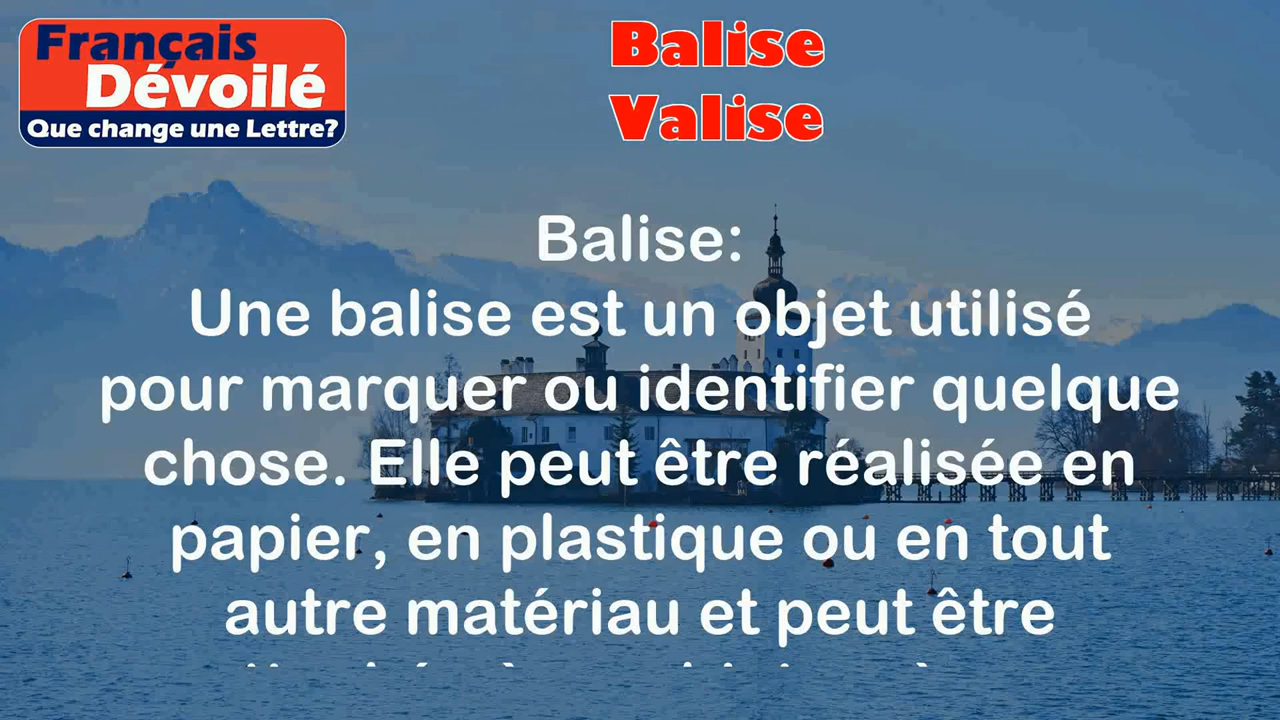 Français
Dévoilé
Que change une Lettre?
Balise
Valise
Balise:
Une balise est un objet utilisé
pour marquer ou identifier quelque
chose. Elle peut être réalisée en
papier, en plastique ou en tout
autre matériau et peut être